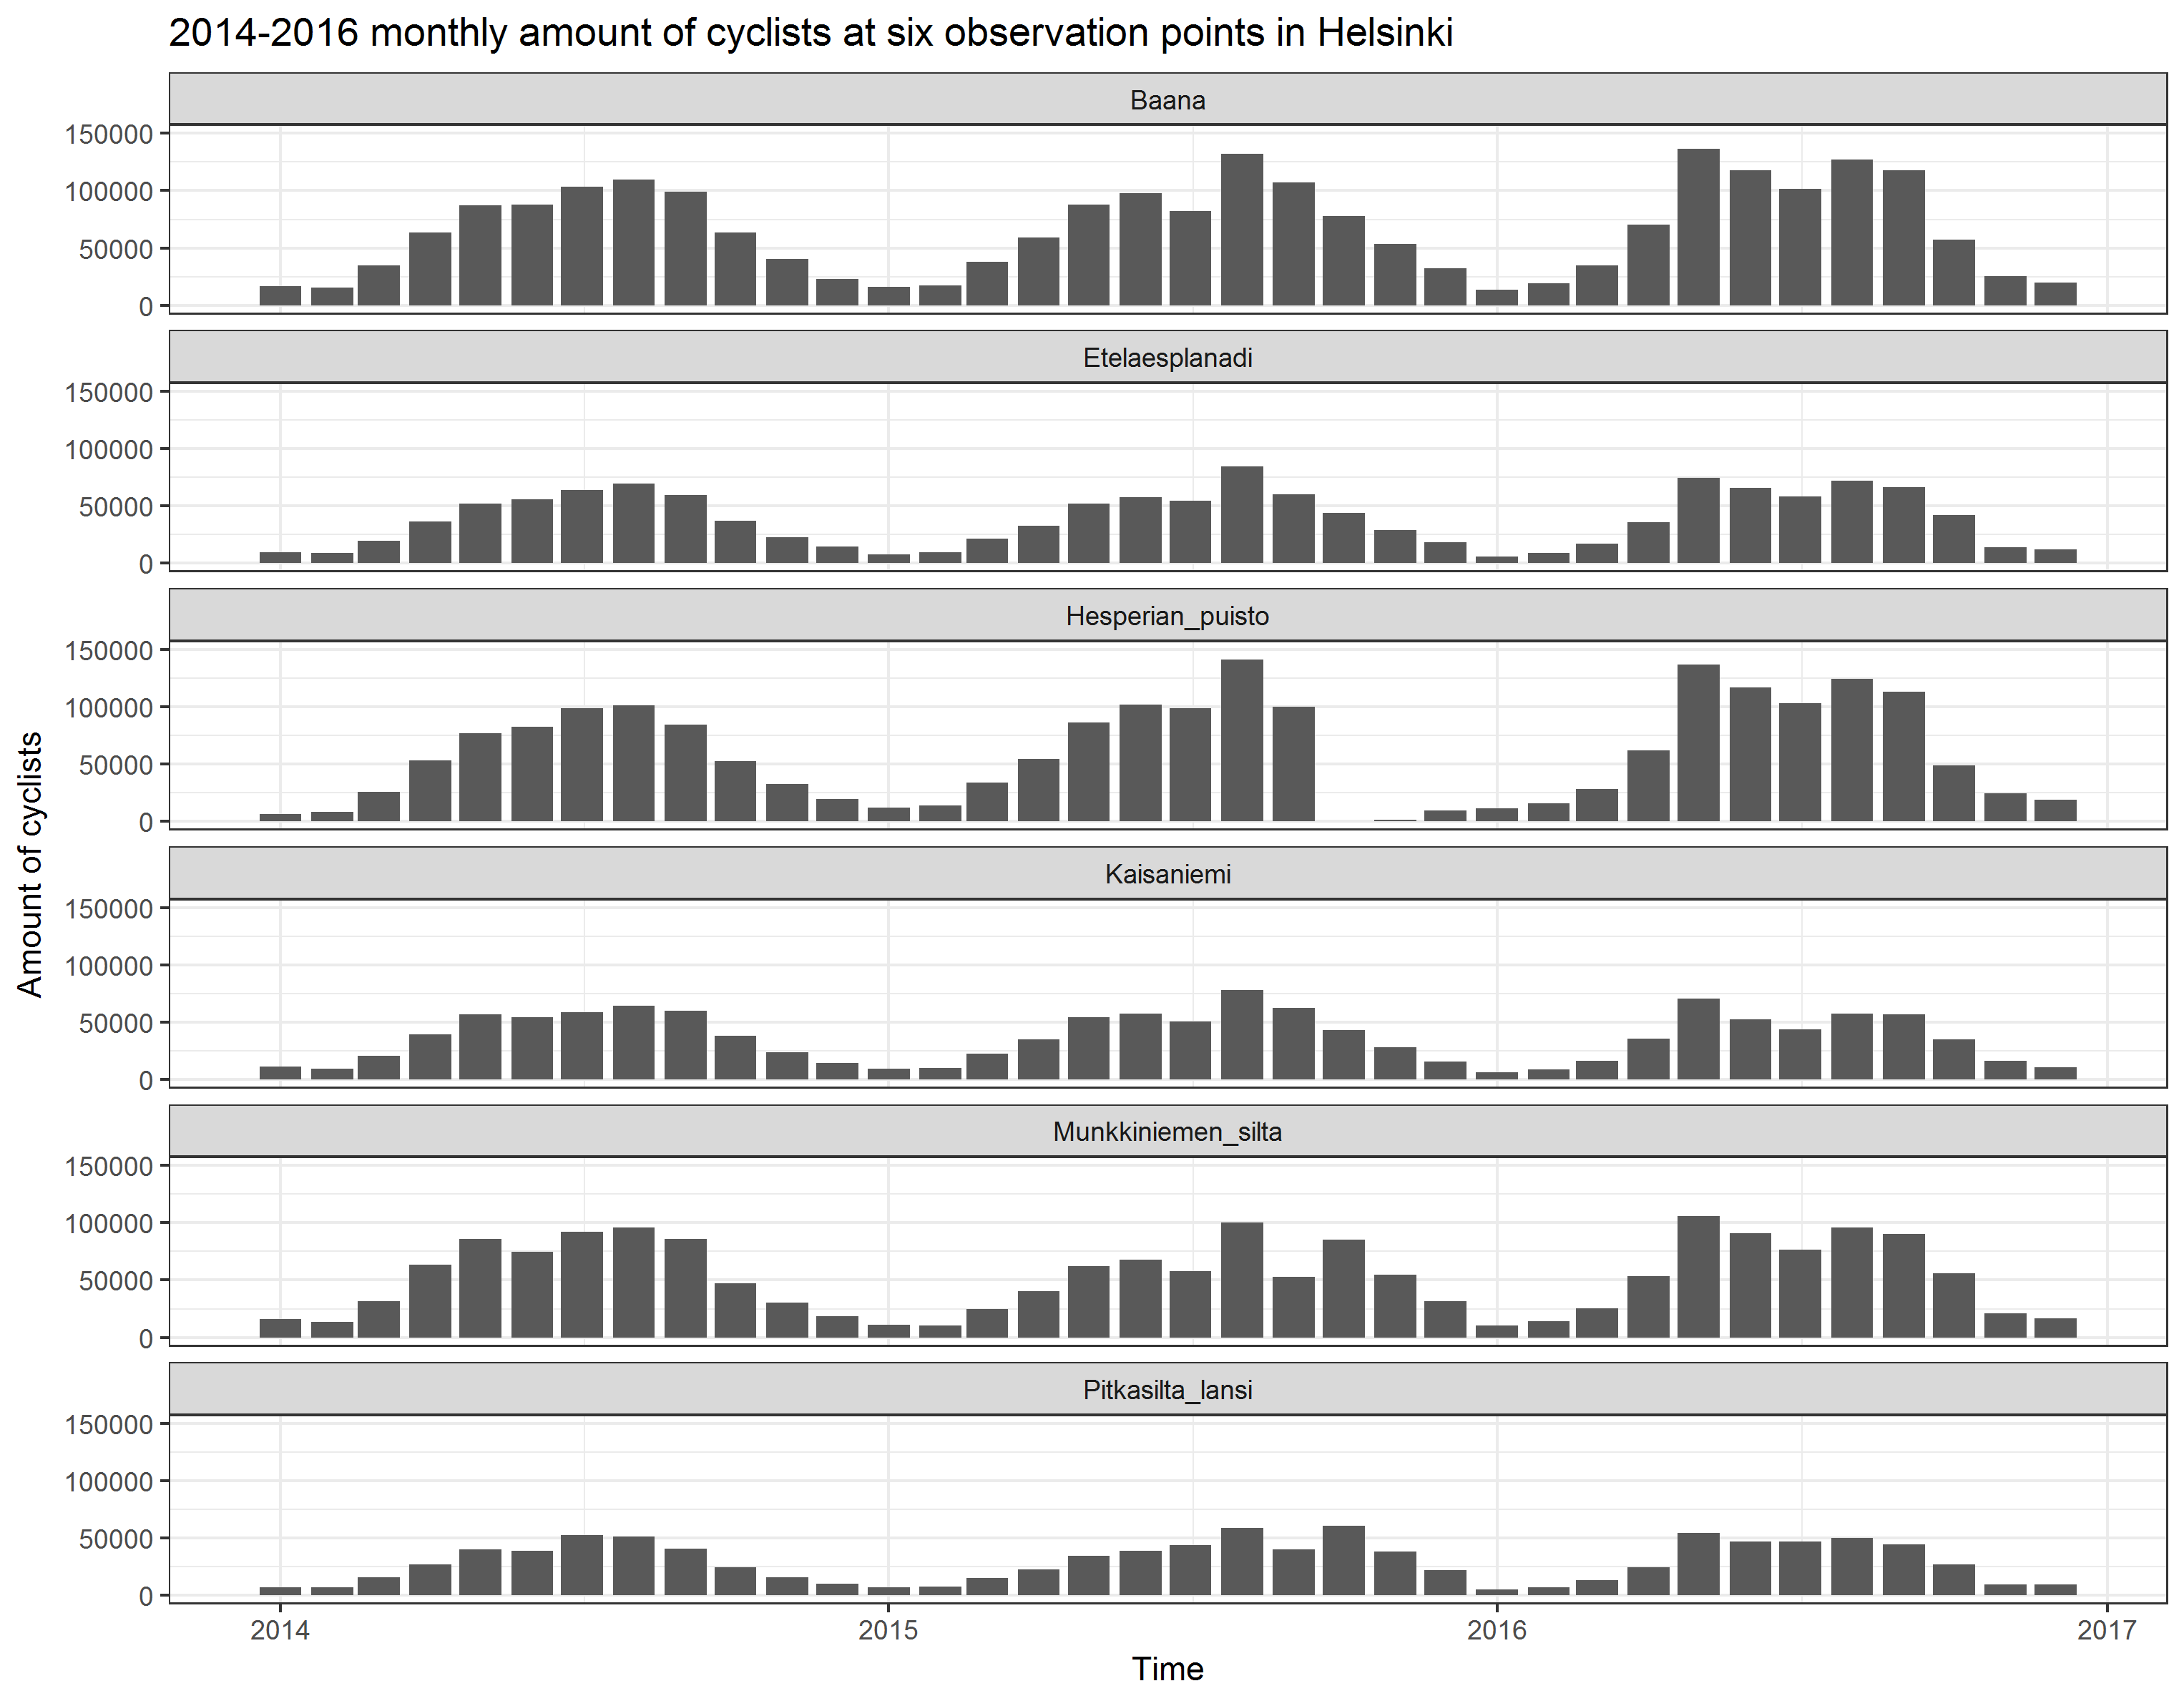 2014-2016 monthly amount of cyclists at six observation points in Helsinki
Baana
150000
100000
50000
0
Etelaesplanadi
150000
100000
50000
0
Hesperian_puisto
150000
100000
50000
0
Kaisaniemi
150000
100000
50000
0
Munkkiniemen_silta
150000
100000
50000
0
Pitkasilta_lansi
150000
100000
50000
0
Amount of cyclists
2014 2015 2016 2017
Time